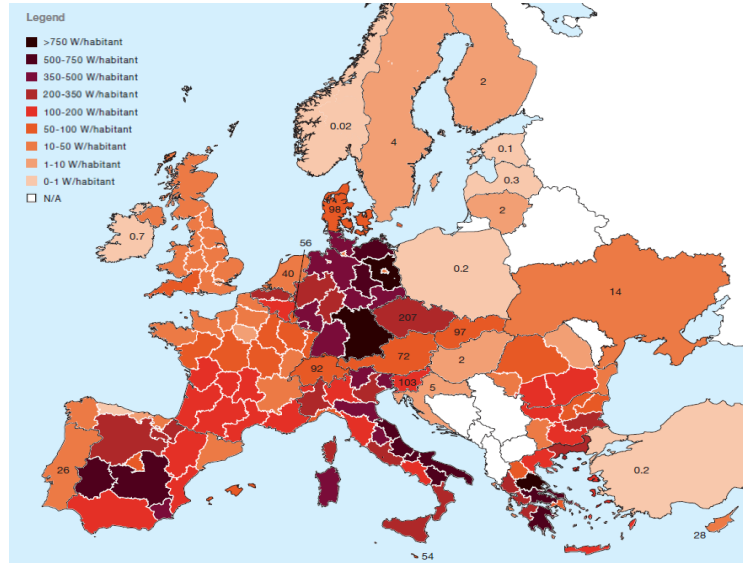 Legend
>750 W/habitant
500-750 W/habitant
350-500 W/habitant
200-350 W/habitant
100-200 W/habitant
50-100 W/habitant
10-50 W/habitant
1-10 W/habitant
0-1 W/habitant
N/A
2
0.02
4
0.1
0.3
2
98
0.7
56
40
0.2
14
207
97
72
92
2
103
5
26
0.2
28
54